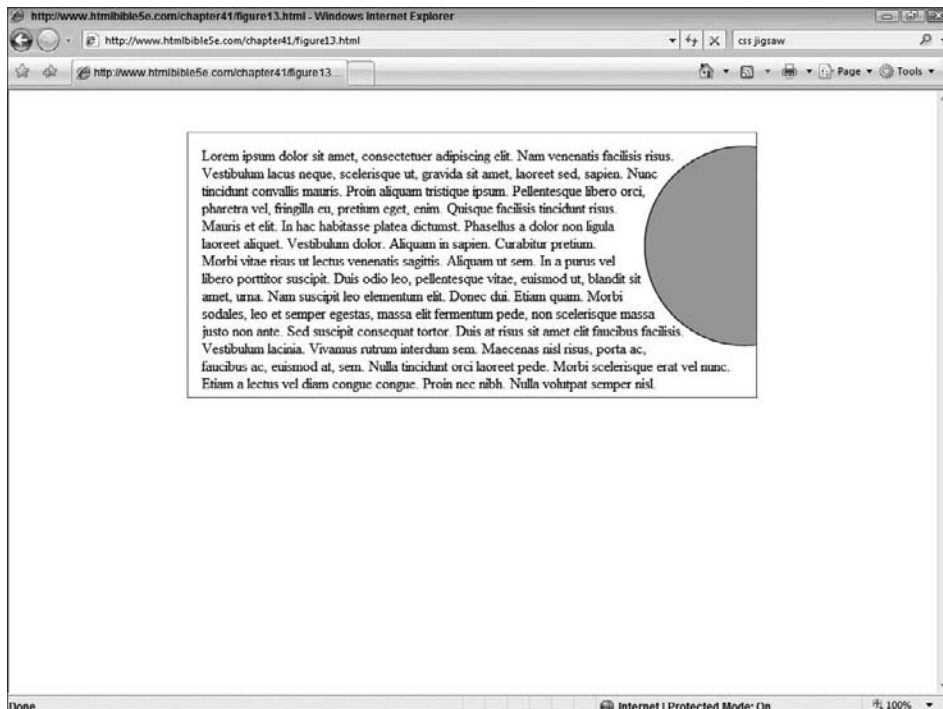 http://www.htmlbible5e.com/chapter41/figure13.html - Windows Internet Explorer
http://www.htmlbible5e.com/chapter41/figure13.html css jigsaw
http://www.htmlbible5e.com/chapter41/figure13... Page Tools
Lorem ipsum dolor sit amet, consectetuer adipiscing elit. Nam venenatis facilisis risus.
Vestibulum lacus neque, scelerisque ut, gravida sit amet, laoreet sed, sapien. Nunc
tincidunt convallis mauris. Proin aliquam tristique ipsum. Pellentesque libero orci,
pharetra vel, fringilla eu, pretium eget, enim. Quisque facilisis tincidunt risus.
Mauris et elit. In hac habitasse platea dictumst. Phasellus a dolor non ligula
laoreet aliquet. Vestibulum dolor. Aliquam in sapien. Curabitur pretium.
Morbi vitae risus ut lectus venenatis sagittis. Aliquam ut sem. In a purus vel
libero porttitor suscipit. Duis odio leo, pellentesque vitae, euismod ut, blandit sit
amet, urna. Nam suscipit leo elementum elit. Donec dui. Etiam quam. Morbi
sodales, leo et semper egestas, massa elit fermentum pede, non scelerisque massa
justo non ante. Sed suscipit consequat tortor. Duis at risus sit amet elit faucibus facilisis.
Vestibulum lacinia. Vivamus rutrum interdum sem. Maecenas nisl risus, porta ac,
faucibus ac, euismod at, sem. Nulla tincidunt orci laoreet pede. Morbi scelerisque erat vel nunc.
Etiam a lectus vel diam congue congue. Proin nec nibh. Nulla volutpat semper nisl.
Done Internet | Protected Mode: On 100%